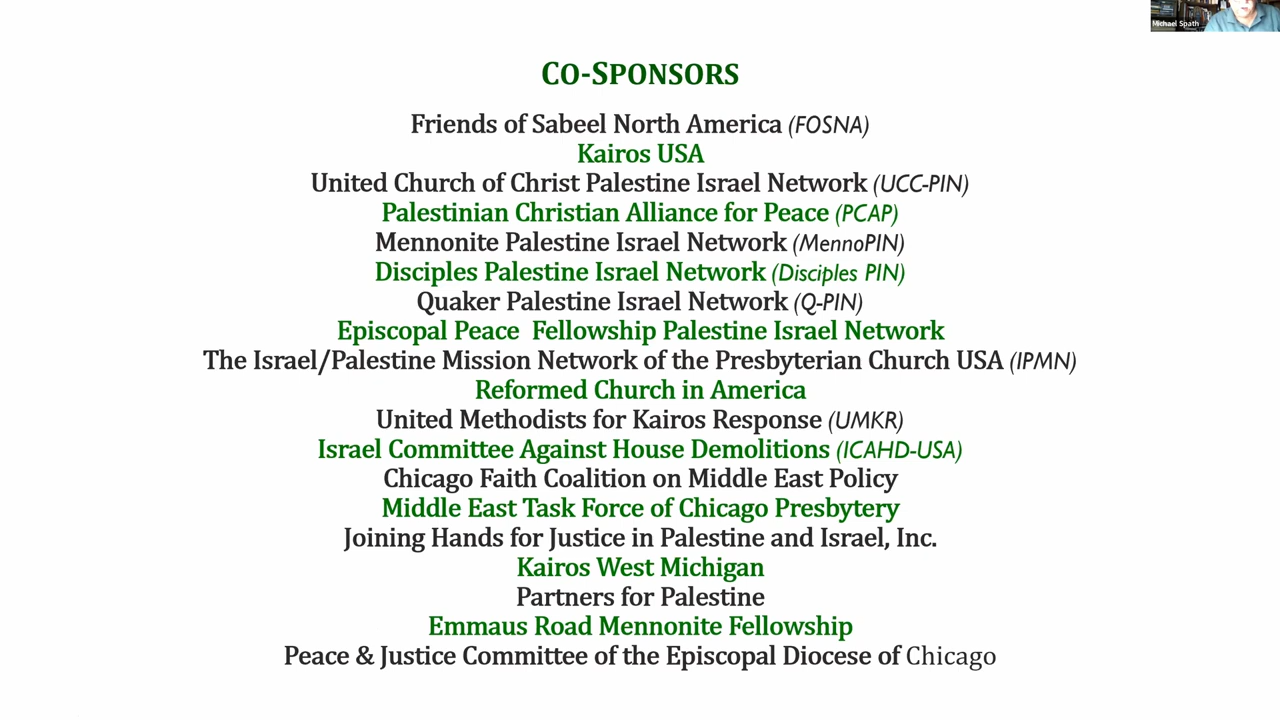 Michael Spath
CO-SPONSORS
Friends of Sabeel North America (FOSNA)
Kairos USA
United Church of Christ Palestine Israel Network (UCC-PIN)
Palestinian Christian Alliance for Peace (PCAP)
Mennonite Palestine Israel Network (MennoPIN)
Disciples Palestine Israel Network (Disciples PIN)
Quaker Palestine Israel Network (Q-PIN)
Episcopal Peace  Fellowship Palestine Israel Network
The Israel/Palestine Mission Network of the Presbyterian Church USA (IPMN)
Reformed Church in America
United Methodists for Kairos Response (UMKR)
Israel Committee Against House Demolitions (ICAHD-USA)
Chicago Faith Coalition on Middle East Policy
Middle East Task Force of Chicago Presbytery
Joining Hands for Justice in Palestine and Israel, Inc.
Kairos West Michigan
Partners for Palestine
Emmaus Road Mennonite Fellowship
Peace & Justice Committee of the Episcopal Diocese of Chicago